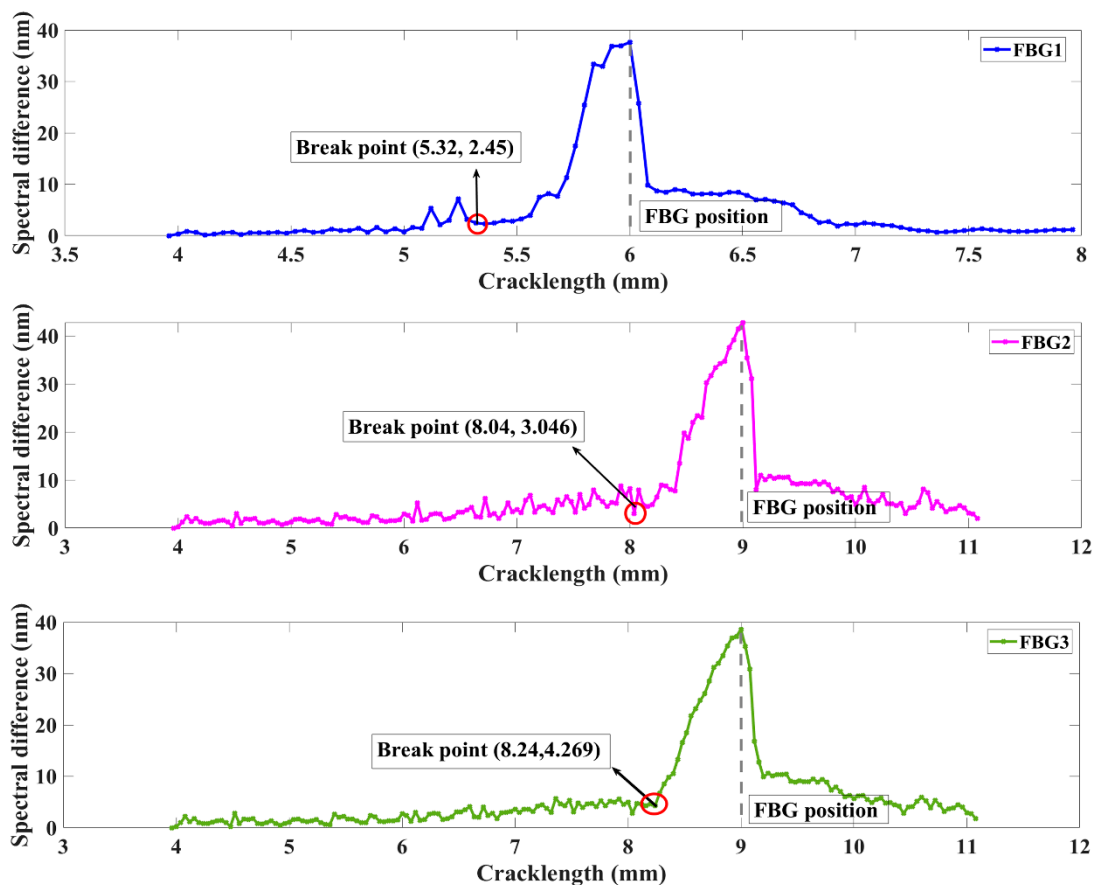 40
30
20
10
0
Spectral difference (nm)
FBG1
Break point (5.32, 2.45)
FBG position
3.5 4 4.5 5 5.5 6 6.5 7 7.5 8
Cracklength (mm)
40
30
20
10
0
Spectral difference (nm)
FBG2
Break point (8.04, 3.046)
FBG position
3 4 5 6 7 8 9 10 11 12
Cracklength (mm)
40
30
20
10
0
Spectral difference (nm)
FBG3
Break point (8.24,4.269)
FBG position
3 4 5 6 7 8 9 10 11 12
Cracklength (mm)